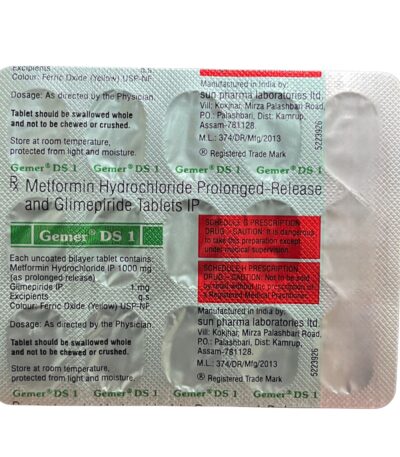 Excipients q.s
Colour: Ferric Oxide (Yellow) USP-NF
Dosage: As directed by the Physician.
Tablet should be swallowed whole
and not to be chewed or crushed.
Store at room temperature,
protected from light and moisture.
Manufactured in India by:
sun pharma laboratories ltd.
Vill: Kokjhar, Mirza Palashbari Road,
P.O.: Palashbari, Dist: Kamrup,
Assam-781128.
M.L.: 374/DR/Mfg/2013
® Registered Trade Mark
5223926
Gemer® DS 1 Gemer® DS 1 Gemer® DS 1 Gemer® DS 1
℞ Metformin Hydrochloride Prolonged-Release
and Glimepiride Tablets IP
Gemer® DS 1
Each uncoated bilayer tablet contains:
Metformin Hydrochloride IP 1000 mg
(as prolonged release)
Glimepiride IP 1 mg
Excipients q.s
Colour: Ferric Oxide (Yellow) USP-NF
Dosage: As directed by the Physician.
Tablet should be swallowed whole
and not to be chewed or crushed.
Store at room temperature,
protected from light and moisture.
SCHEDULE G PRESCRIPTION
DRUG - CAUTION: It is dangerous
to take this preparation except
under medical supervision.
SCHEDULE H PRESCRIPTION
DRUG - CAUTION: Not to be sold
by retail without the prescription of
a Registered Medical Practitioner.
Manufactured in India by:
sun pharma laboratories ltd.
Vill: Kokjhar, Mirza Palashbari Road,
P.O.: Palashbari, Dist: Kamrup,
Assam-781128.
M.L.: 374/DR/Mfg/2013
® Registered Trade Mark
5223926
Gemer® DS 1 Gemer® DS 1 Gemer® DS 1 Gemer® DS 1